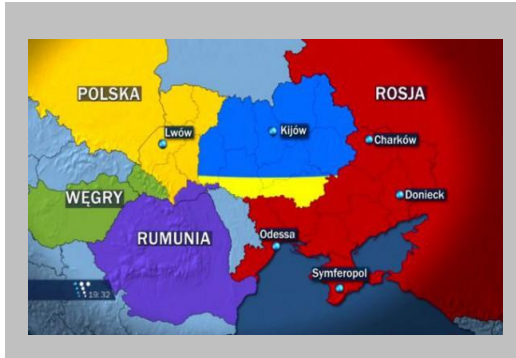 POLSKA
ROSJA
Lwów
Kijów
Charków
WĘGRY
Donieck
RUMUNIA
Odessa
Symferopol
19:32